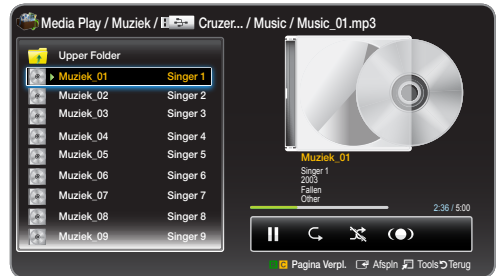 Media Play / Muziek / Cruzer... / Music / Music_01.mp3
Upper Folder
Muziek_01 Singer 1
Muziek_02 Singer 2
Muziek_03 Singer 3
Muziek_04 Singer 4
Muziek_05 Singer 5
Muziek_06 Singer 6
Muziek_07 Singer 7
Muziek_08 Singer 8
Muziek_09 Singer 9
Muziek_01
Singer 1
2003
Fallen
Other
2:36 / 5:00
C Pagina Verpl. Afspln Tools Terug